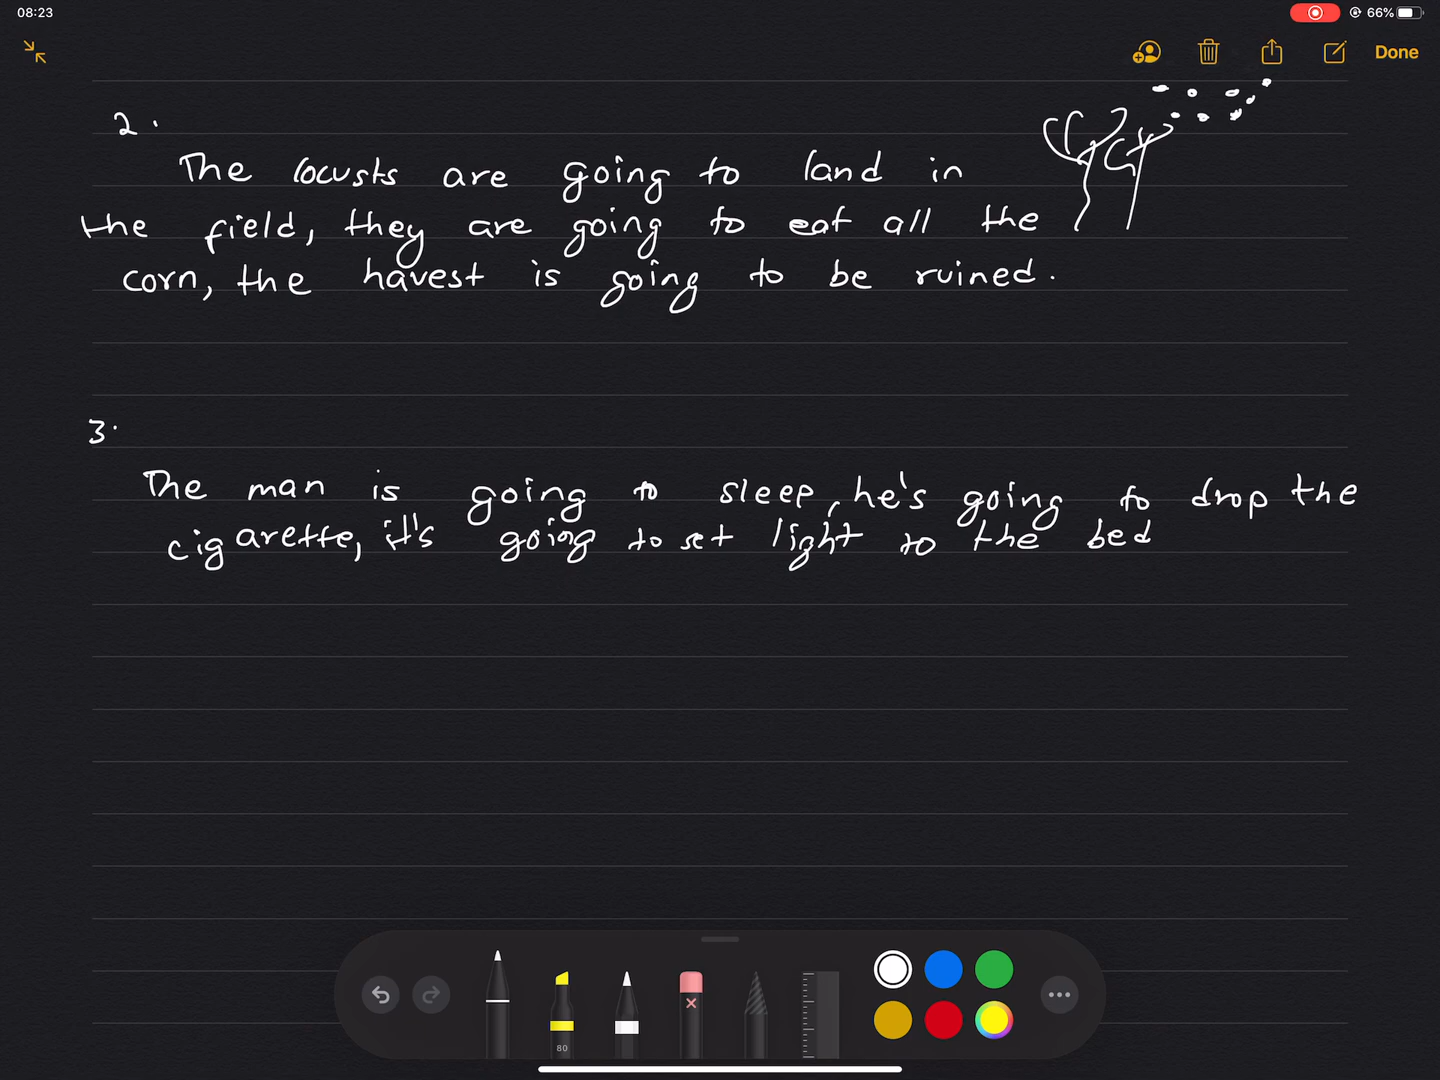 08:23
66%
Done
2.
The locusts are going to land in
the field, they are going to eat all the
corn, the havest is going to be ruined.
3.
The man is going to sleep, he's going to drop the
cigarette, it's going to set light to the bed
80